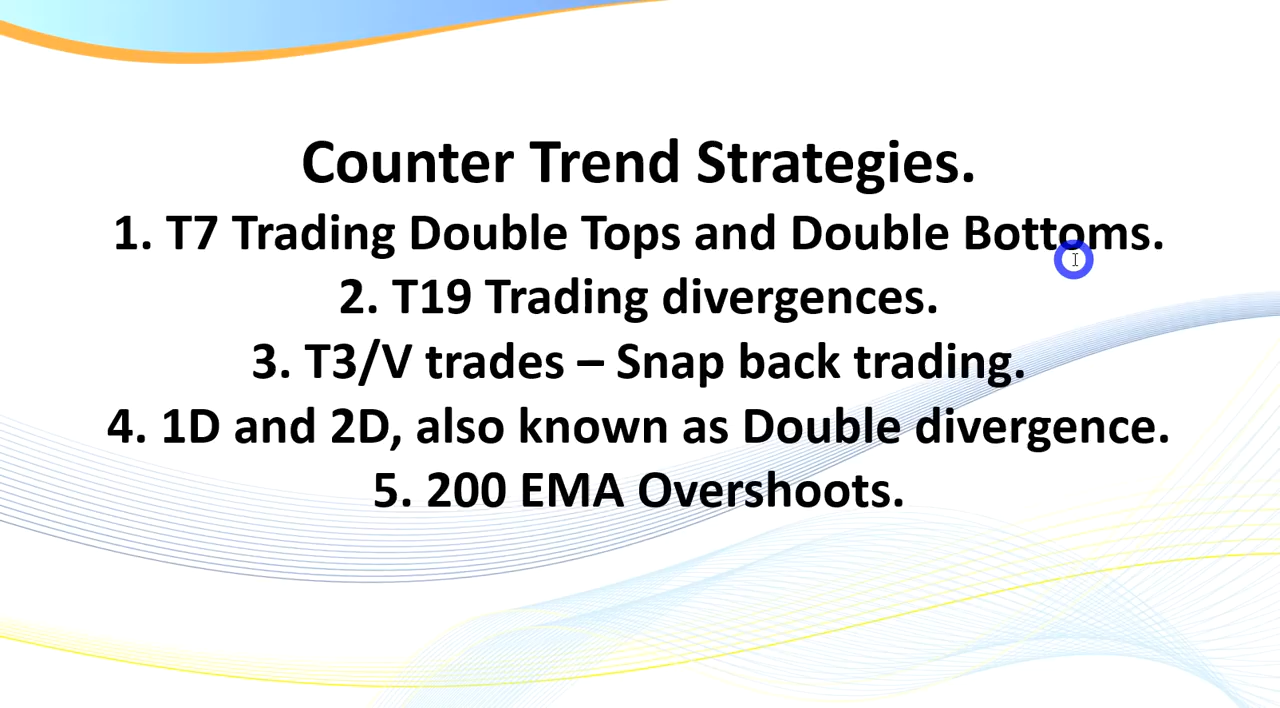 Counter Trend Strategies.
1. T7 Trading Double Tops and Double Bottoms.
2. T19 Trading divergences.
3. T3/V trades – Snap back trading.
4. 1D and 2D, also known as Double divergence.
5. 200 EMA Overshoots.